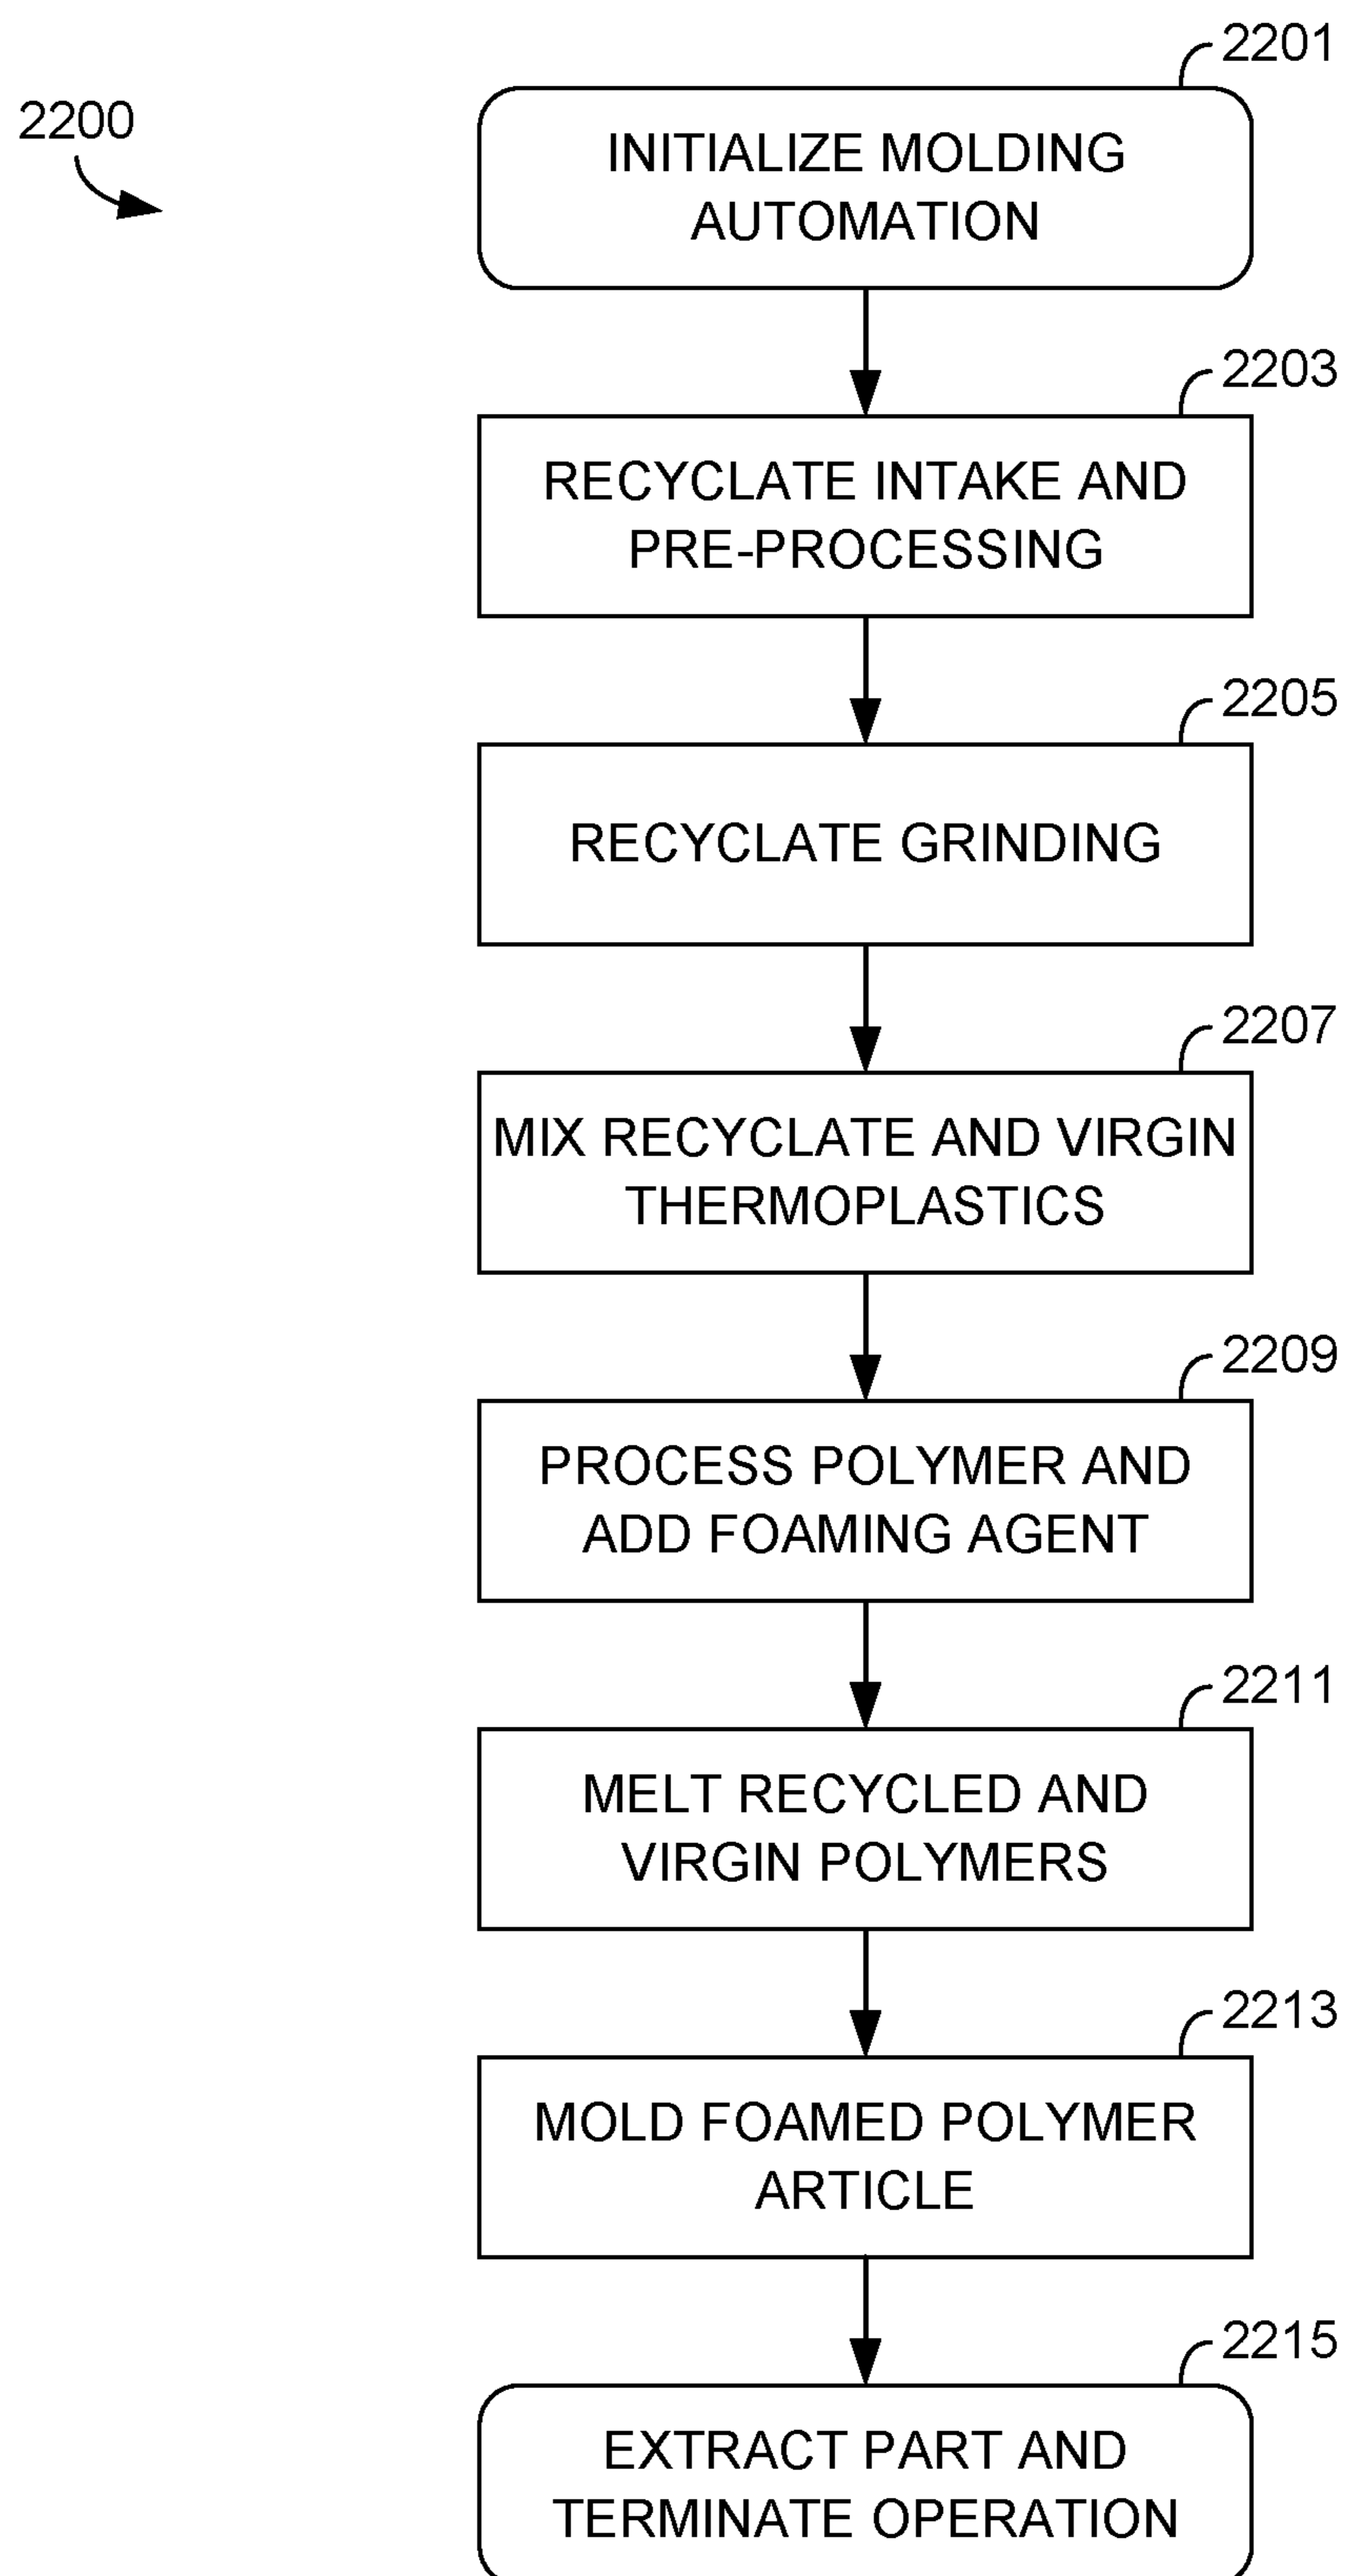 2200
2201
INITIALIZE MOLDING
AUTOMATION
2203
RECYCLATE INTAKE AND
PRE-PROCESSING
2205
RECYCLATE GRINDING
2207
MIX RECYCLATE AND VIRGIN
THERMOPLASTICS
2209
PROCESS POLYMER AND
ADD FOAMING AGENT
2211
MELT RECYCLED AND
VIRGIN POLYMERS
2213
MOLD FOAMED POLYMER
ARTICLE
2215
EXTRACT PART AND
TERMINATE OPERATION